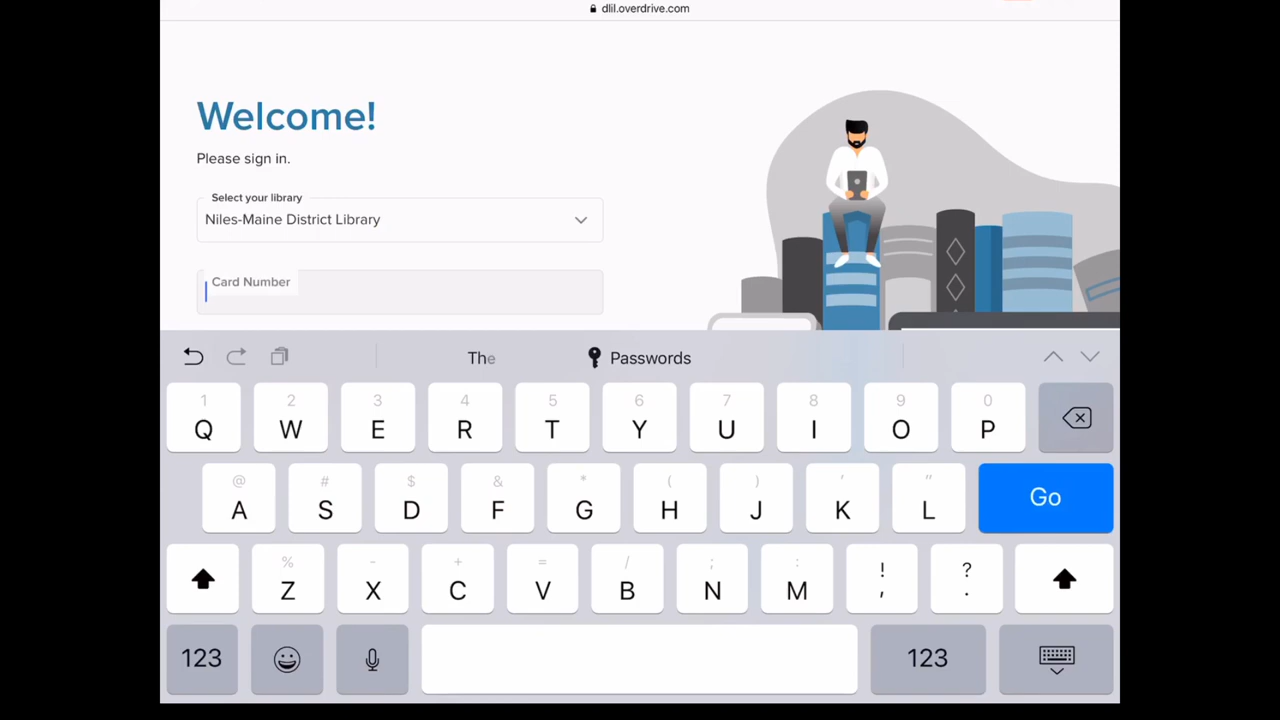 dlil.overdrive.com
Welcome!
Please sign in.
Select your library
Niles-Maine District Library
Card Number
The Passwords
1 2 3 4 5 6 7 8 9 0
Q W E R T Y U I O P
@ # $ & * ( ) ' "
A S D F G H J K L Go
% - + = / ; : ! ?
Z X C V B N M , .
123 123